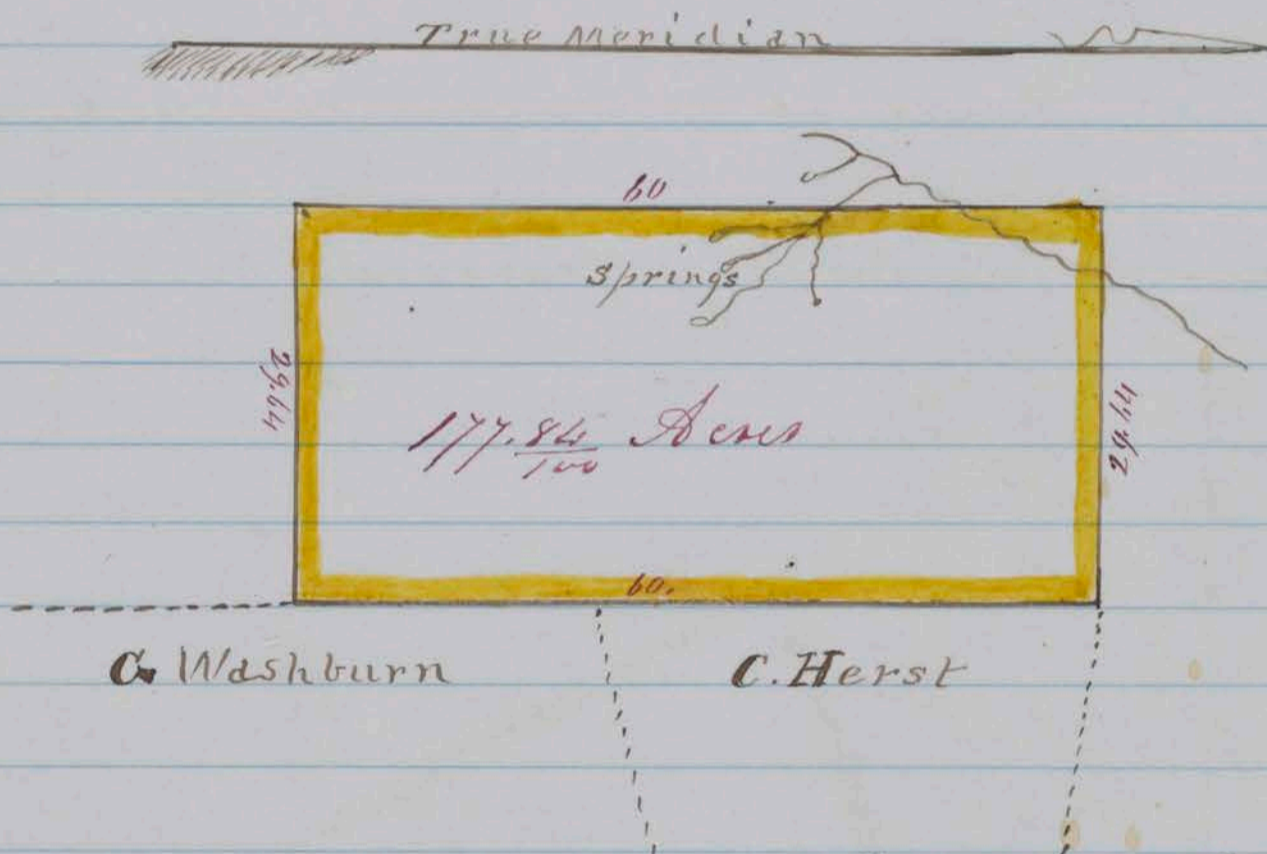 True Meridian
60
Springs
29.64
29.64
177.84/100 Acres
60.
C. Washburn
C. Herst